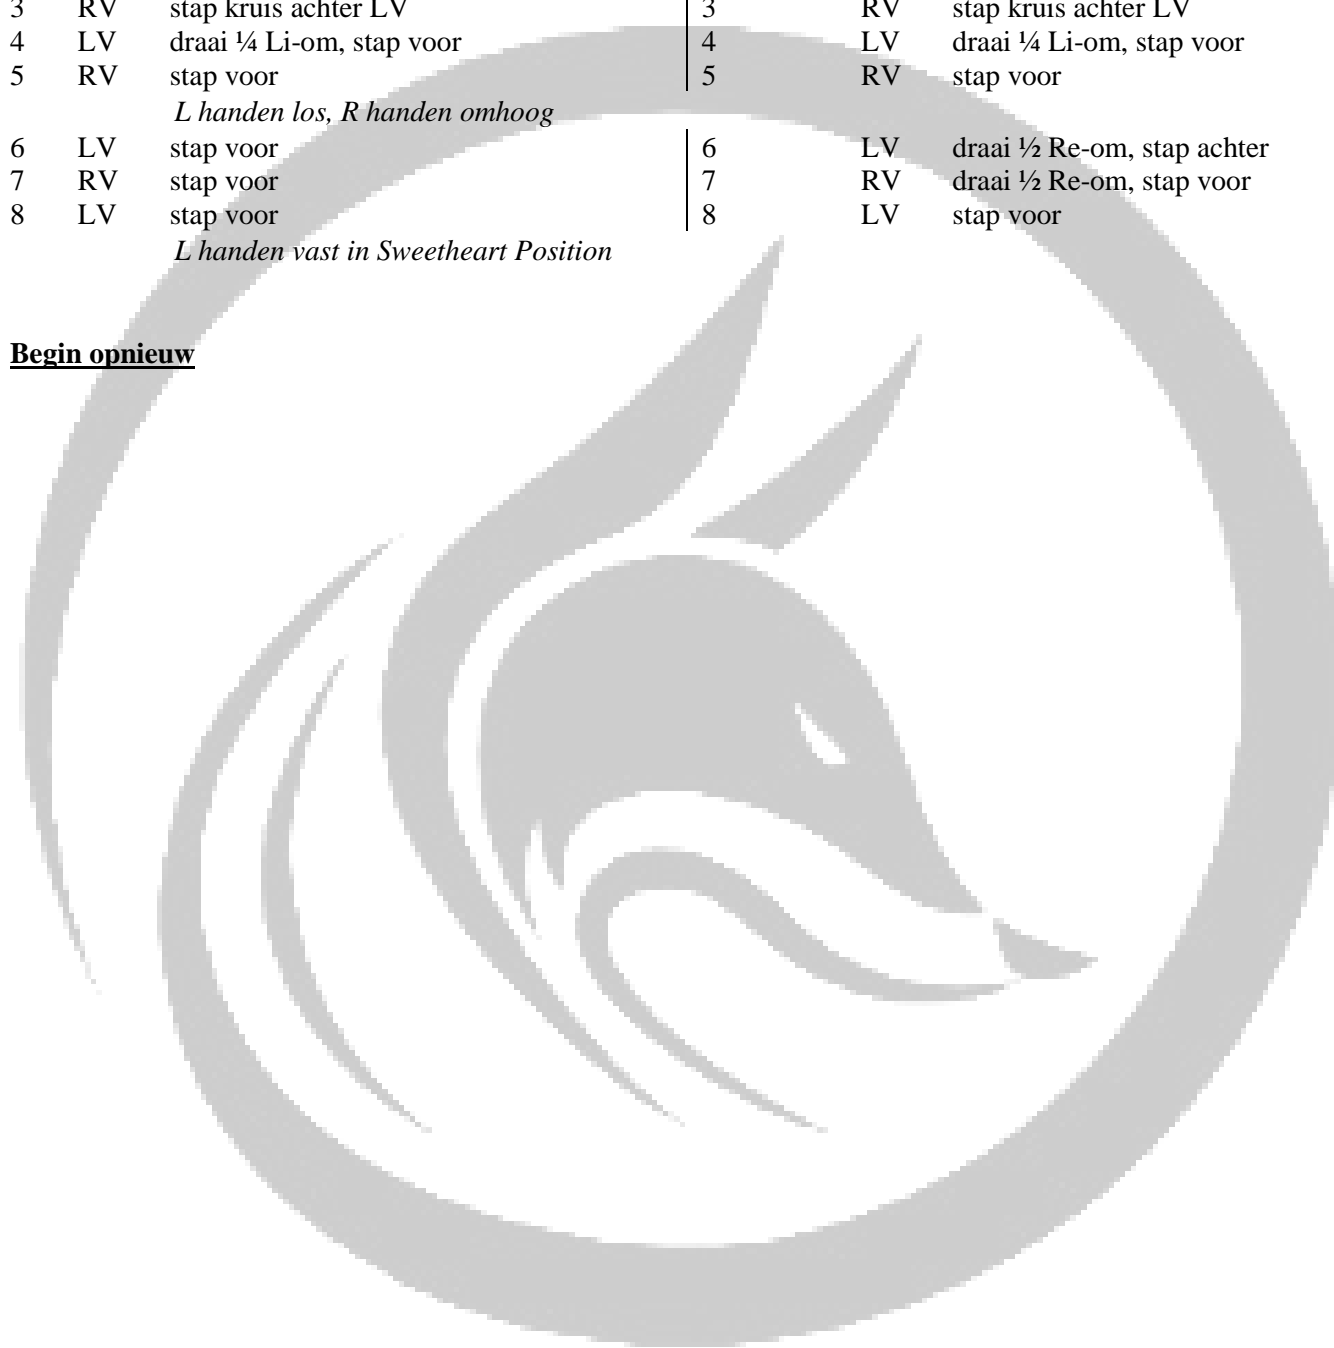 3 RV stap kruis achter LV 3 RV stap kruis achter LV
4 LV draai ¼ Li-om, stap voor 4 LV draai ¼ Li-om, stap voor
5 RV stap voor 5 RV stap voor
L handen los, R handen omhoog
6 LV stap voor 6 LV draai ½ Re-om, stap achter
7 RV stap voor 7 RV draai ½ Re-om, stap voor
8 LV stap voor 8 LV stap voor
L handen vast in Sweetheart Position
Begin opnieuw